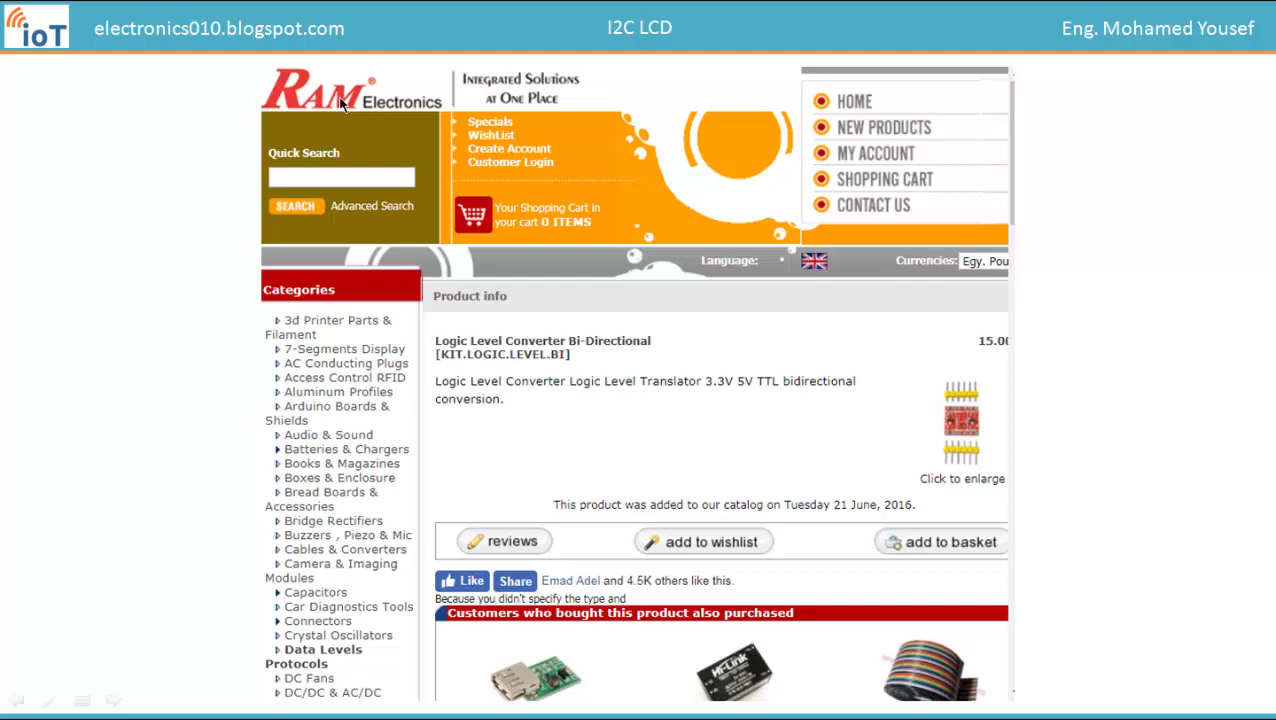 ioT
electronics010.blogspot.com
I2C LCD
Eng. Mohamed Yousef
RAM® Electronics
INTEGRATED SOLUTIONS
AT ONE PLACE
Quick Search
SEARCH Advanced Search
Specials
WishList
Create Account
Customer Login
Your Shopping Cart in
your cart 0 ITEMS
HOME
NEW PRODUCTS
MY ACCOUNT
SHOPPING CART
CONTACT US
Language:
Currencies: Egy. Pou
Categories
3d Printer Parts &
Filament
7-Segments Display
AC Conducting Plugs
Access Control RFID
Aluminum Profiles
Arduino Boards &
Shields
Audio & Sound
Batteries & Chargers
Books & Magazines
Boxes & Enclosure
Bread Boards &
Accessories
Bridge Rectifiers
Buzzers , Piezo & Mic
Cables & Converters
Camera & Imaging
Modules
Capacitors
Car Diagnostics Tools
Connectors
Crystal Oscillators
Data Levels
Protocols
DC Fans
DC/DC & AC/DC
Product info
Logic Level Converter Bi-Directional
15.00
[KIT.LOGIC.LEVEL.BI]
Logic Level Converter Logic Level Translator 3.3V 5V TTL bidirectional
conversion.
Click to enlarge
This product was added to our catalog on Tuesday 21 June, 2016.
reviews
add to wishlist
add to basket
Like Share Emad Adel and 4.5K others like this.
Because you didn't specify the type and
Customers who bought this product also purchased
Hi-Link